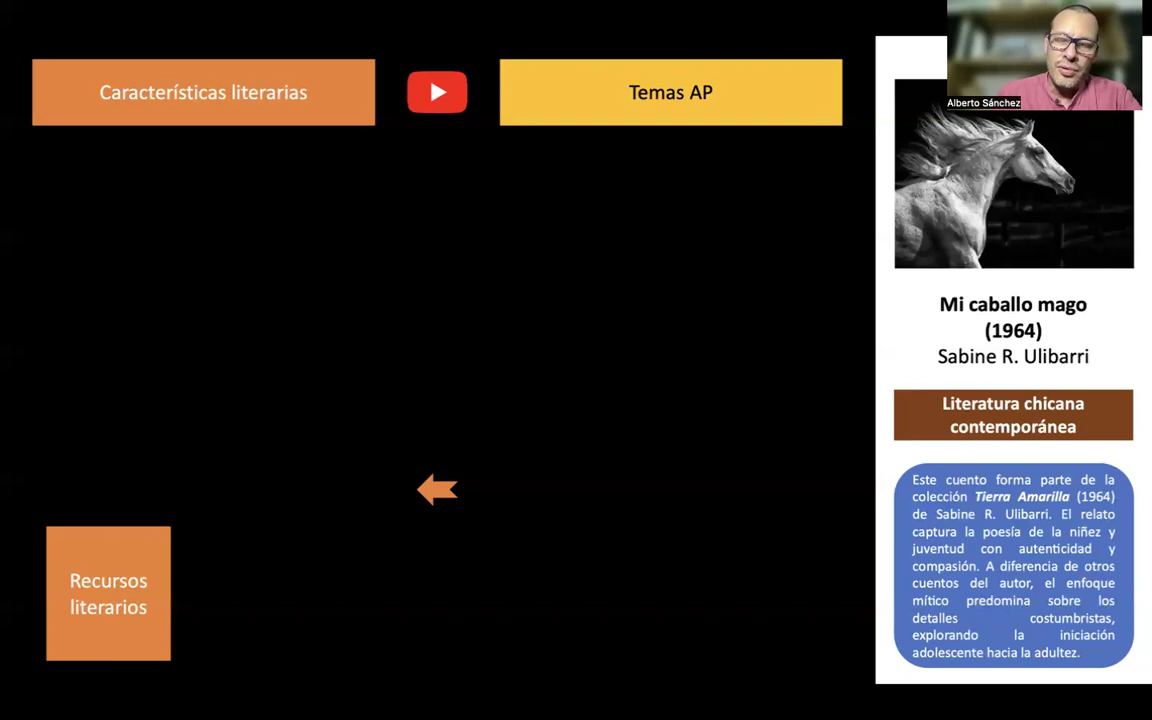 Características literarias
Temas AP
Alberto Sánchez
Mi caballo mago
(1964)
Sabine R. Ulibarri
Literatura chicana
contemporánea
Este cuento forma parte de la
colección Tierra Amarilla (1964)
de Sabine R. Ulibarri. El relato
captura la poesía de la niñez y
juventud con autenticidad y
compasión. A diferencia de otros
cuentos del autor, el enfoque
mítico predomina sobre los
detalles costumbristas,
explorando la iniciación
adolescente hacia la adultez.
Recursos
literarios